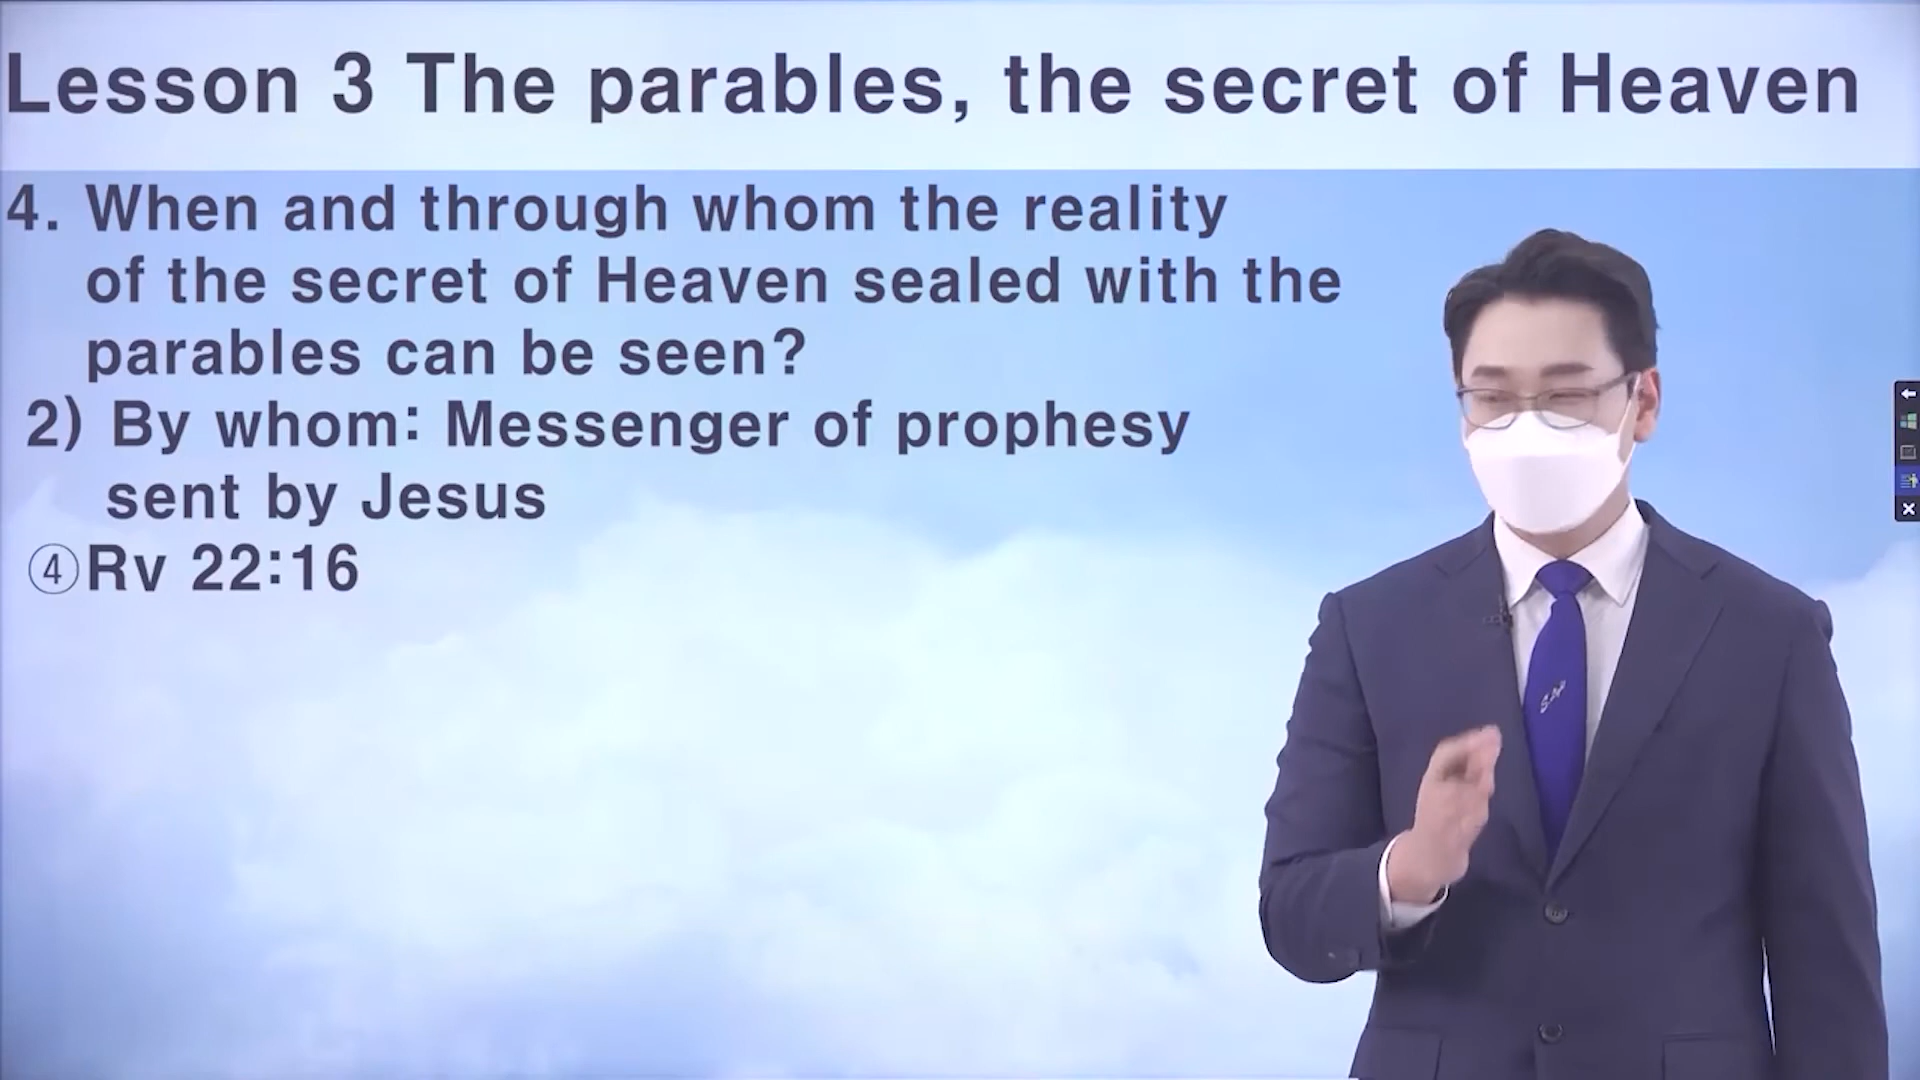 Lesson 3 The parables, the secret of Heaven
4. When and through whom the reality
of the secret of Heaven sealed with the
parables can be seen?
2) By whom: Messenger of prophesy
sent by Jesus
④Rv 22:16